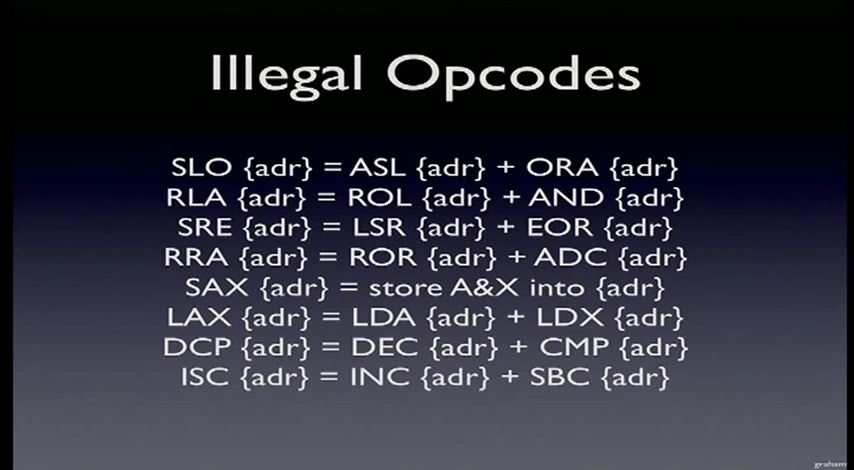 Illegal Opcodes
SLO {adr} = ASL {adr} + ORA {adr}
RLA {adr} = ROL {adr} + AND {adr}
SRE {adr} = LSR {adr} + EOR {adr}
RRA {adr} = ROR {adr} + ADC {adr}
SAX {adr} = store A&X into {adr}
LAX {adr} = LDA {adr} + LDX {adr}
DCP {adr} = DEC {adr} + CMP {adr}
ISC {adr} = INC {adr} + SBC {adr}
graham